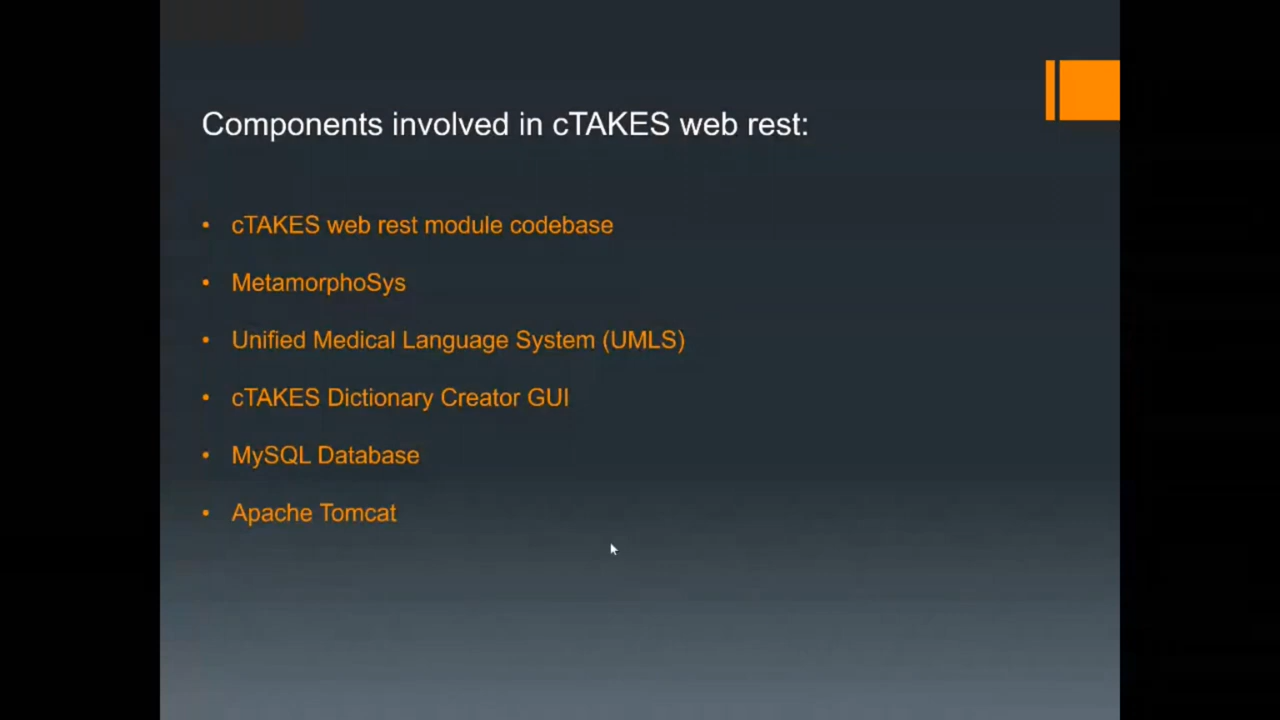 Components involved in cTAKES web rest:
• cTAKES web rest module codebase
• MetamorphoSys
• Unified Medical Language System (UMLS)
• cTAKES Dictionary Creator GUI
• MySQL Database
• Apache Tomcat